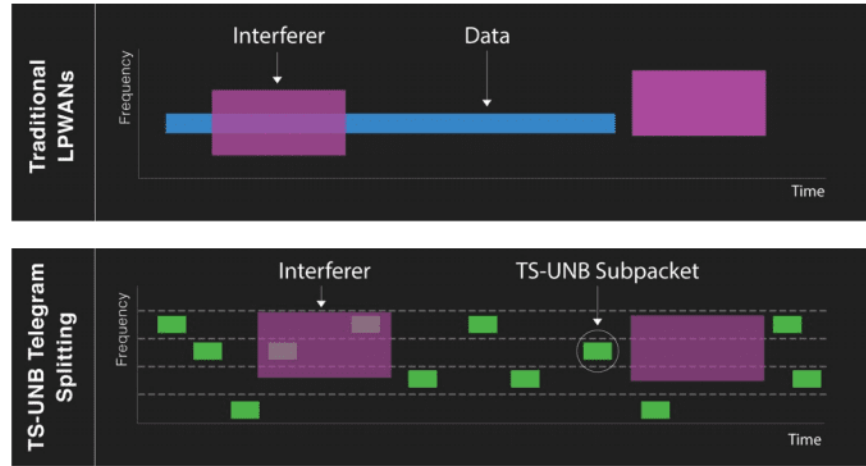 Traditional
LPWANs
Frequency
Interferer
Data
Time
TS-UNB Telegram
Splitting
Frequency
Interferer
TS-UNB Subpacket
Time